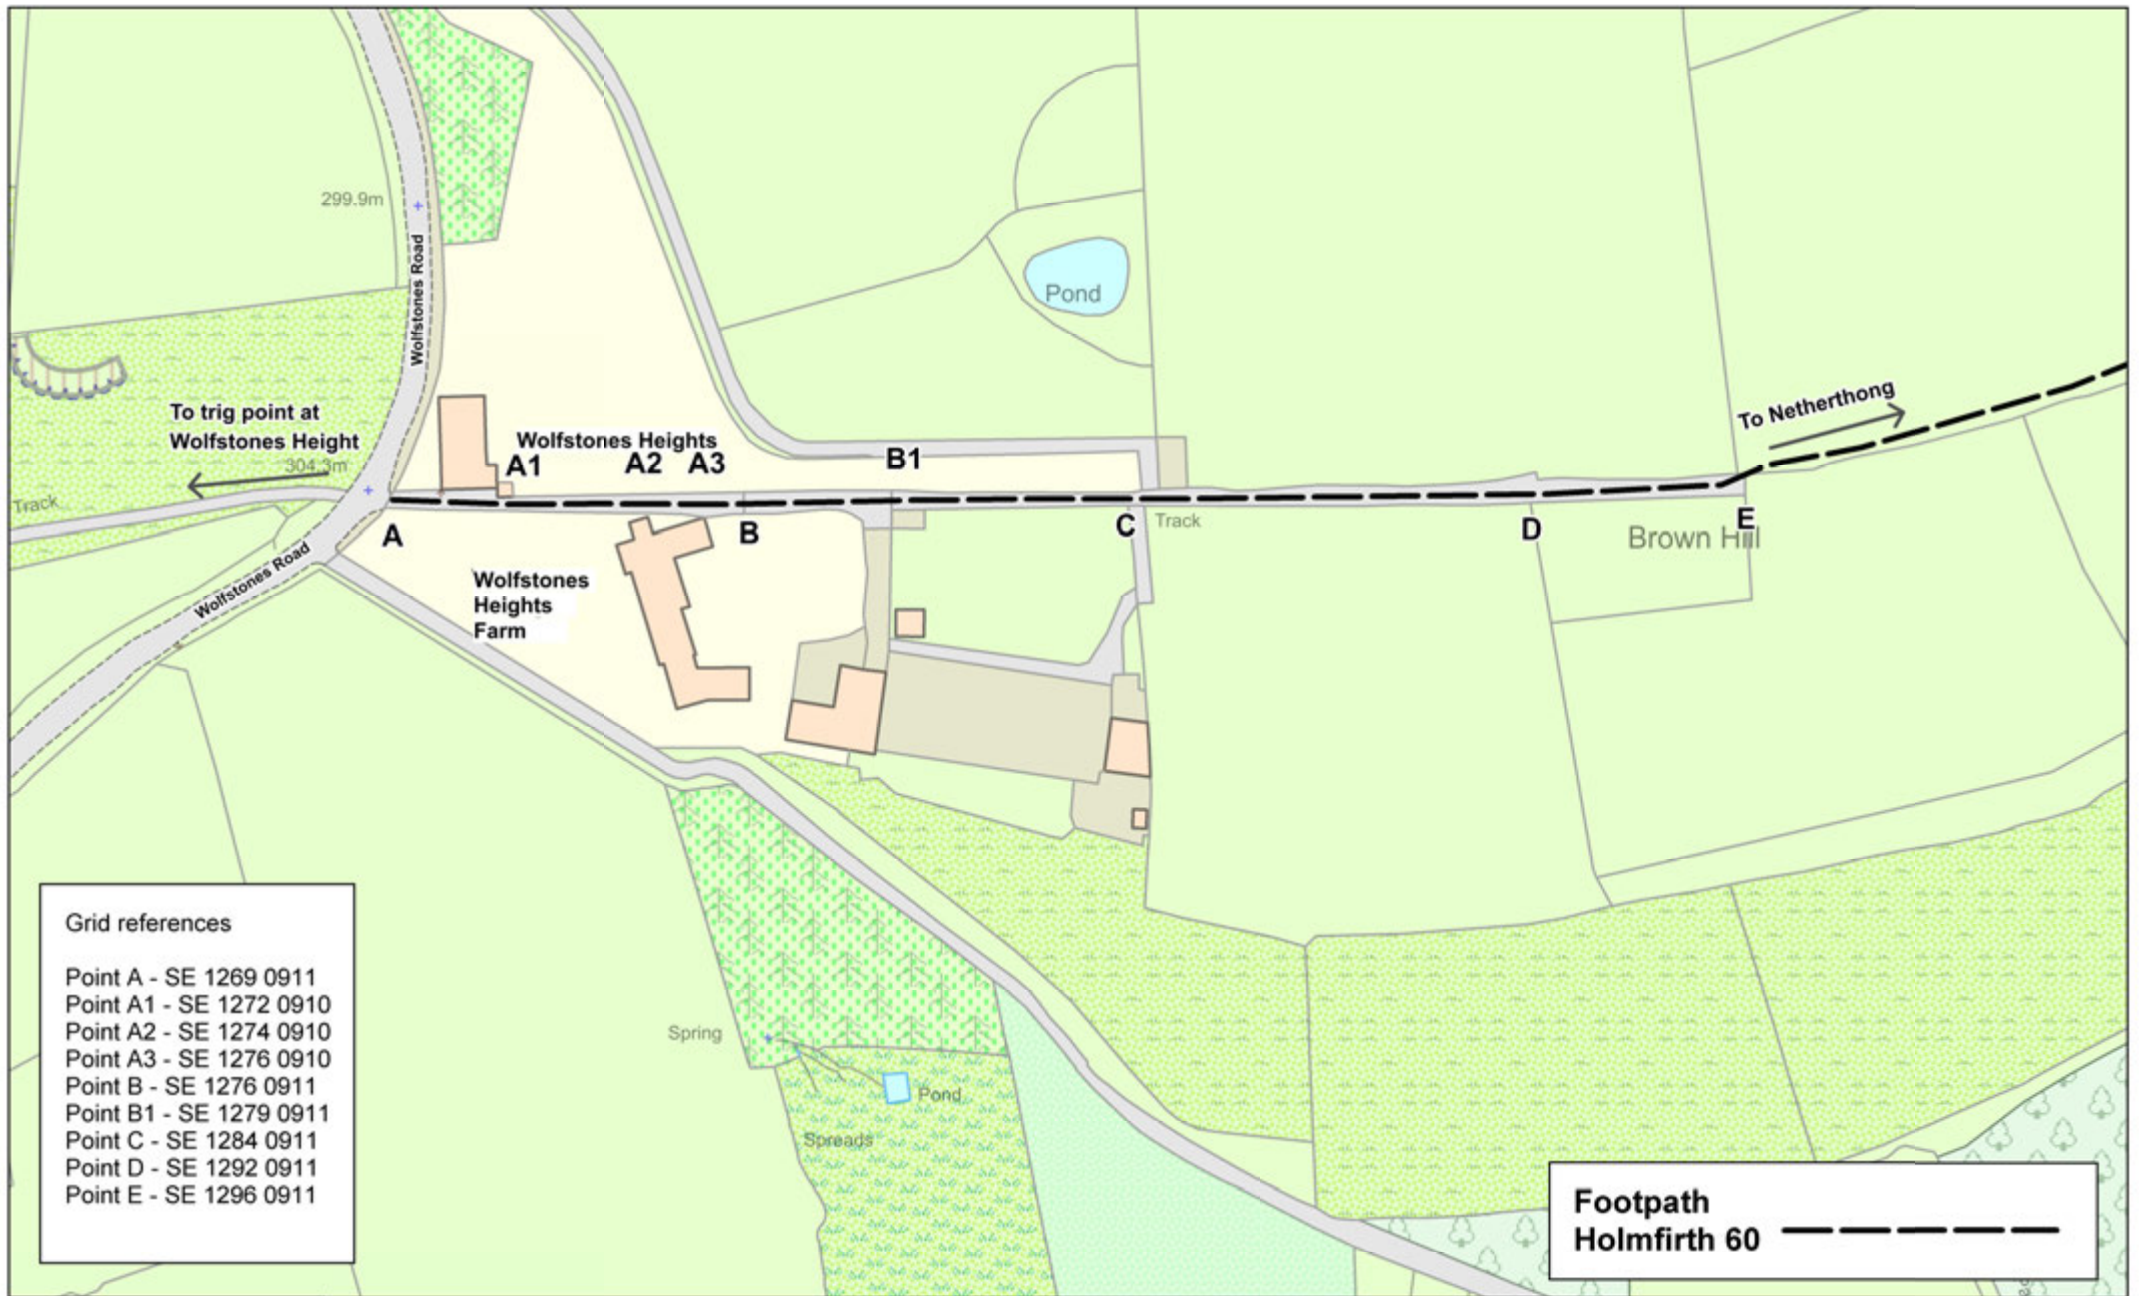 299.9m
Wolfstones Road
Pond
To trig point at
Wolfstones Height
304.3m
Track
Wolfstones Heights
A1 A2 A3
B1
To Netherthong
A
B
C
Track
D
E
Brown Hill
Wolfstones Road
Wolfstones
Heights
Farm
Grid references
Point A - SE 1269 0911
Point A1 - SE 1272 0910
Point A2 - SE 1274 0910
Point A3 - SE 1276 0910
Point B - SE 1276 0911
Point B1 - SE 1279 0911
Point C - SE 1284 0911
Point D - SE 1292 0911
Point E - SE 1296 0911
Spring
Pond
Spreads
Footpath
Holmfirth 60